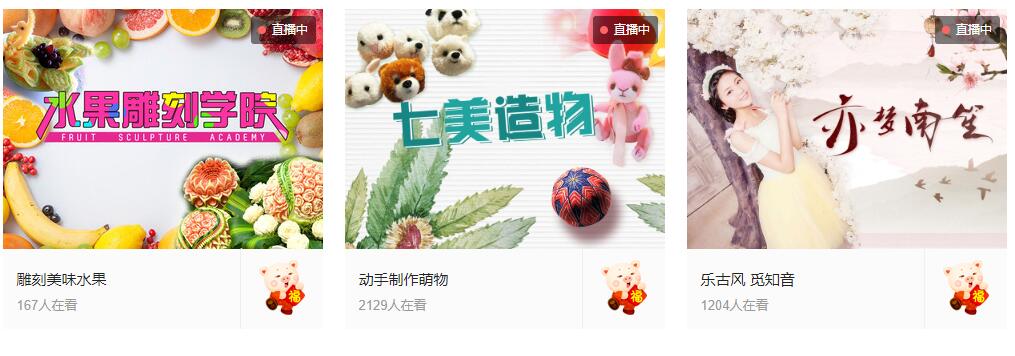 直播中
水果雕刻学院
FRUIT SCULPTURE ACADEMY
雕刻美味水果
167人在看
福
直播中
七美造物
动手制作萌物
2129人在看
福
直播中
亦梦南笙
乐古风 觅知音
1204人在看
福